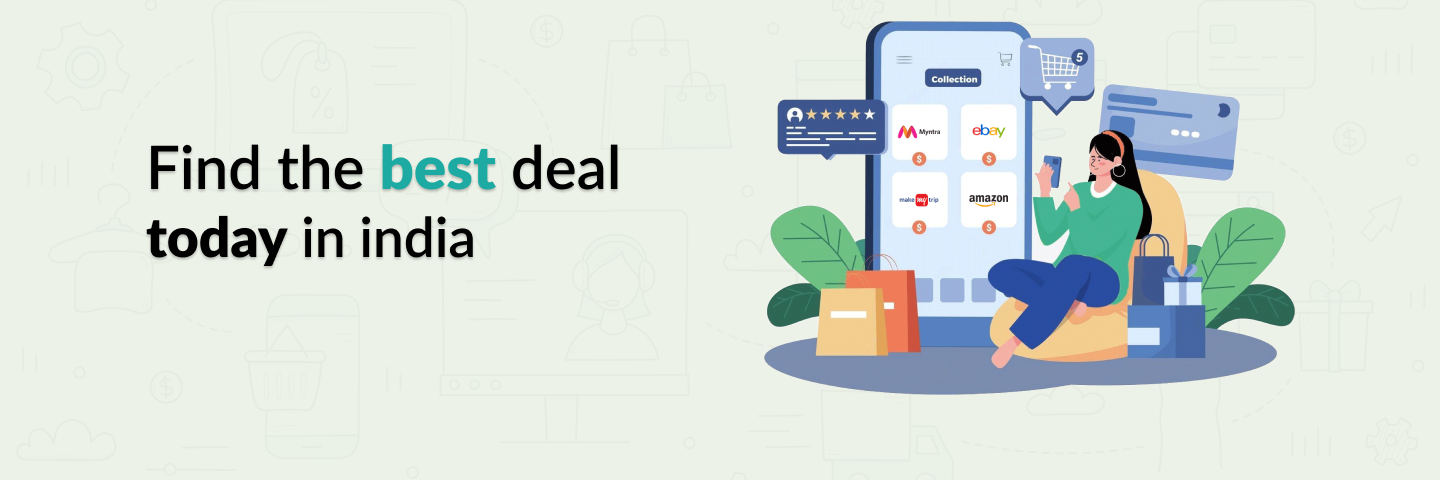 Find the best deal
today in india
Collection
5
Myntra
ebay
make my trip
amazon
$
$
$
$
%
$
$
$